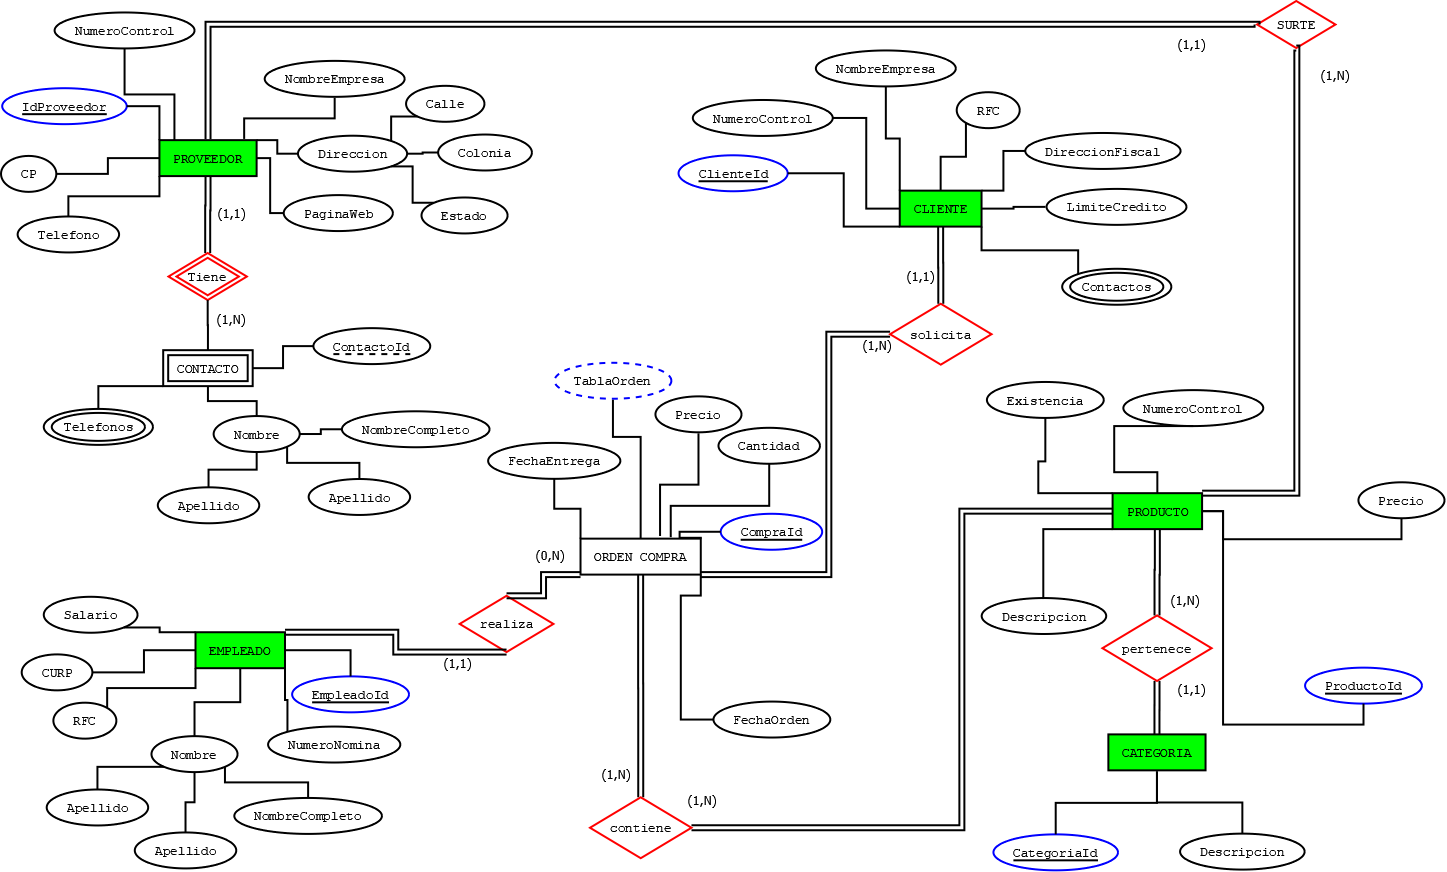 SURTE
NumeroControl
(1,1)
NombreEmpresa
NombreEmpresa
(1,N)
Calle
IdProveedor
RFC
NumeroControl
PROVEEDOR
Direccion
Colonia
DireccionFiscal
CP
ClienteId
PaginaWeb
Estado
CLIENTE
LimiteCredito
(1,1)
Telefono
Tiene
(1,1)
Contactos
(1,N)
solicita
ContactoId
(1,N)
CONTACTO
TablaOrden
Existencia
NumeroControl
Precio
Telefonos
Nombre
NombreCompleto
Cantidad
FechaEntrega
Apellido
Apellido
Precio
PRODUCTO
CompraId
(0,N)
ORDEN COMPRA
(1,N)
Salario
Descripcion
realiza
EMPLEADO
pertenece
(1,1)
CURP
EmpleadoId
ProductoId
(1,1)
RFC
FechaOrden
NumeroNomina
Nombre
CATEGORIA
(1,N)
(1,N)
Apellido
NombreCompleto
contiene
Apellido
CategoriaId
Descripcion